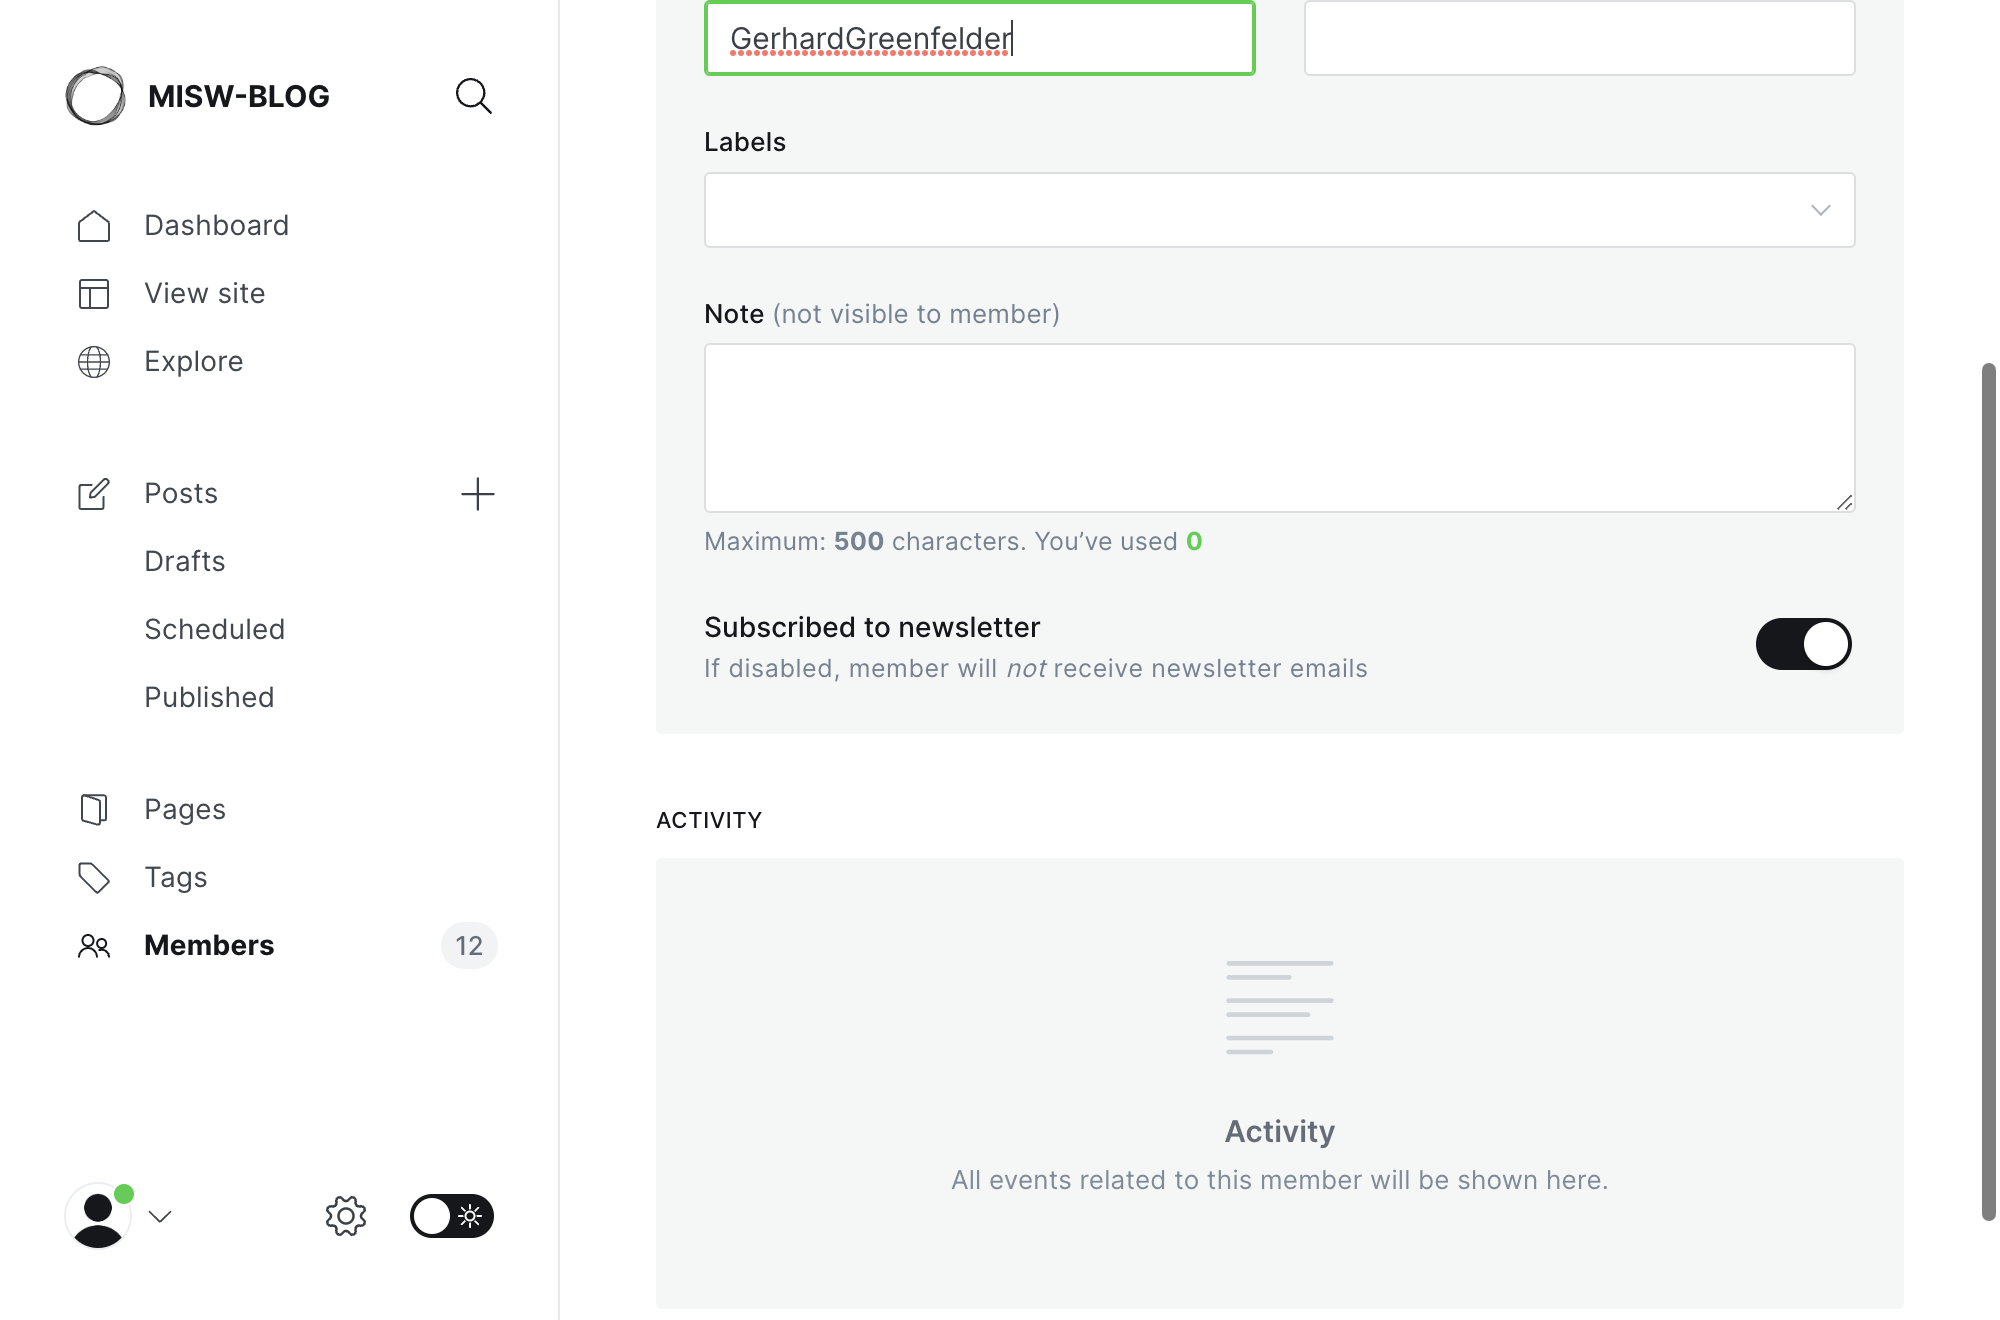 MISW-BLOG
Dashboard
View site
Explore
Posts
Drafts
Scheduled
Published
Pages
Tags
Members 12
GerhardGreenfelder
Labels
Note (not visible to member)
Maximum: 500 characters. You’ve used 0
Subscribed to newsletter
If disabled, member will not receive newsletter emails
ACTIVITY
Activity
All events related to this member will be shown here.